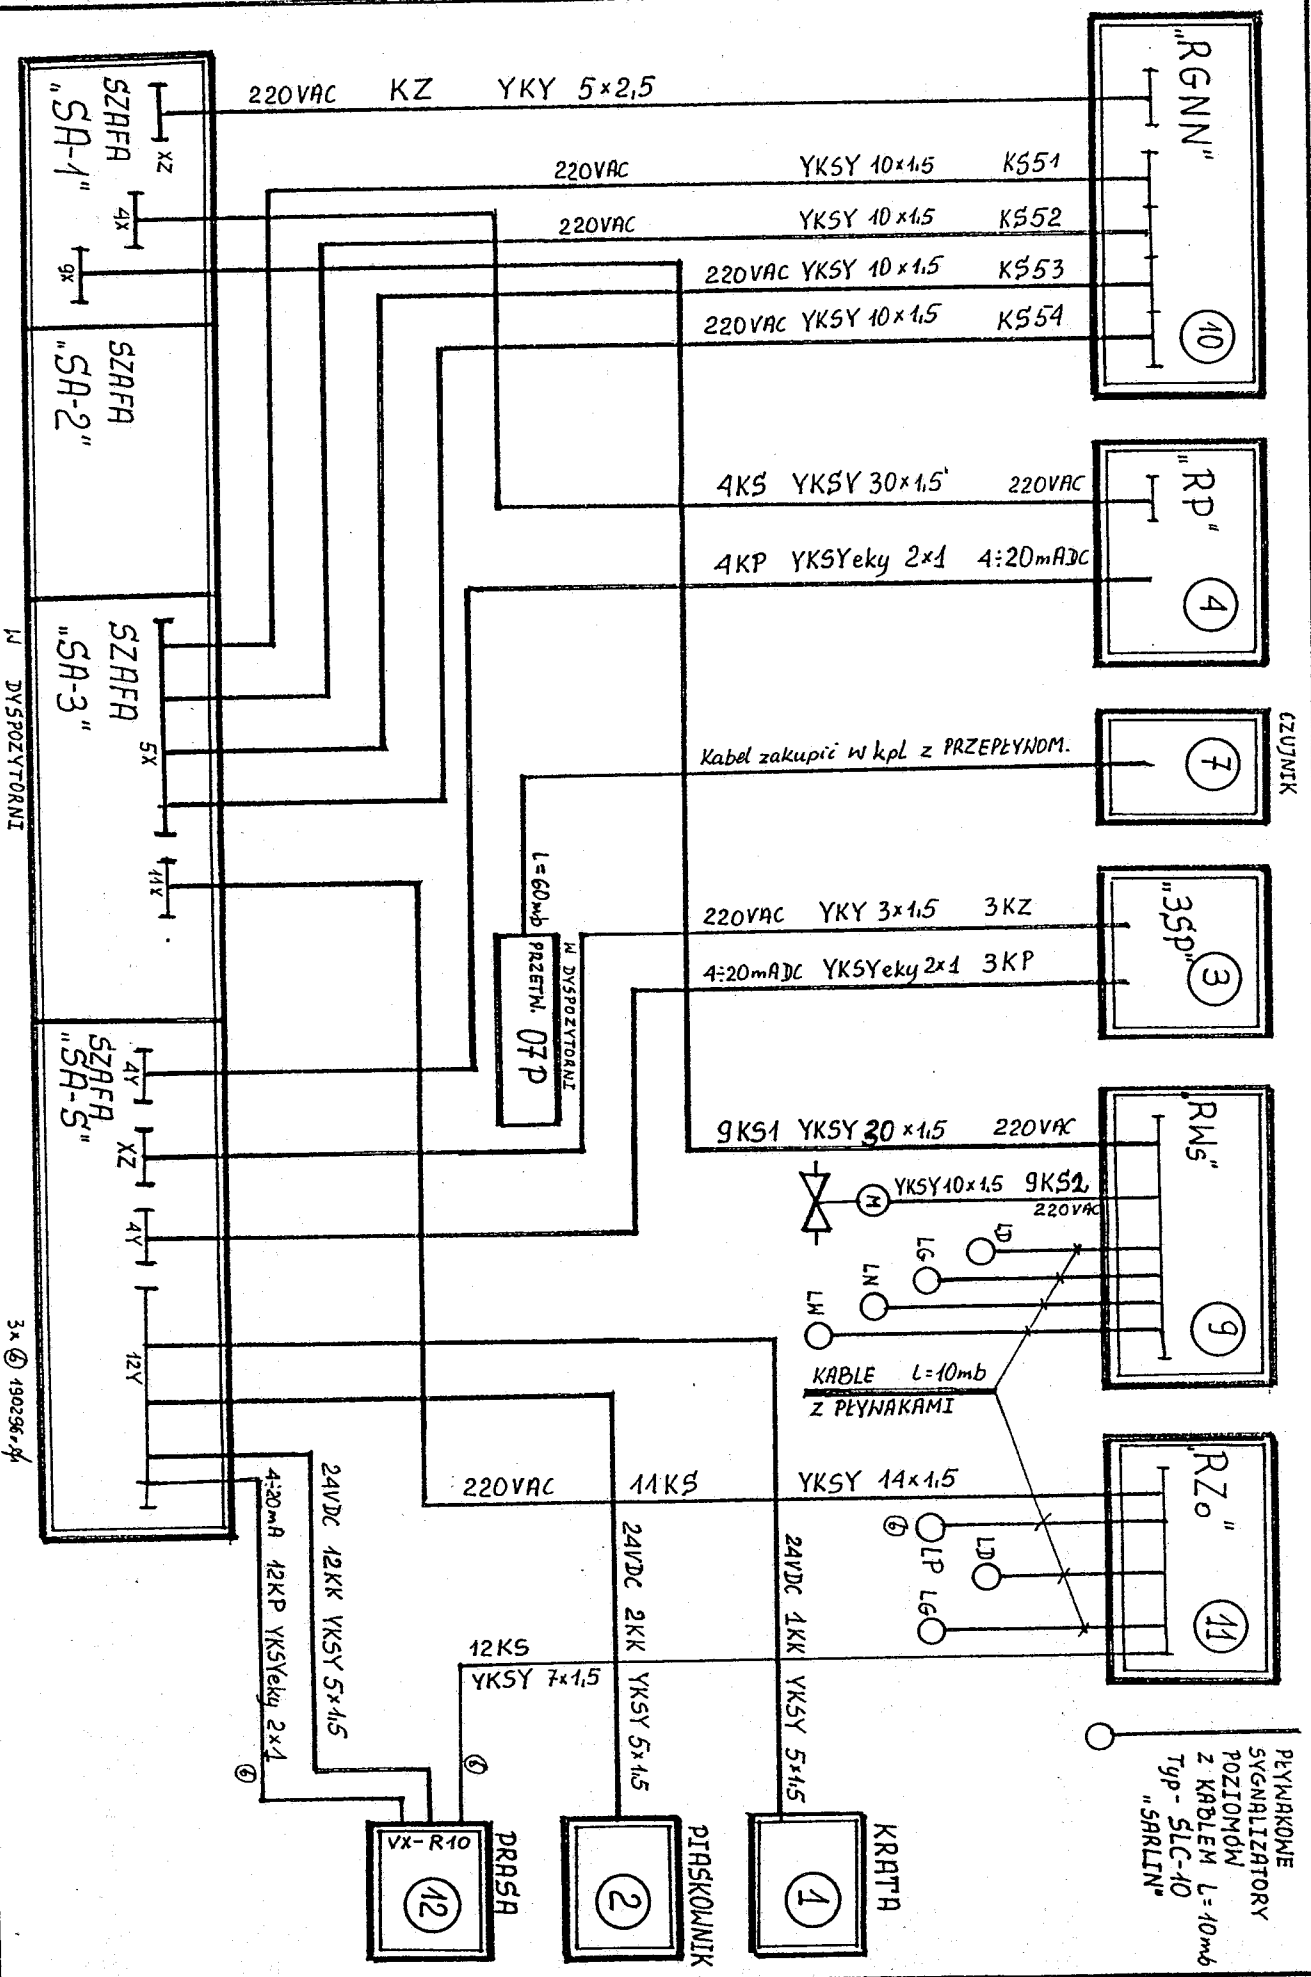 220VAC KZ YKY 5×2,5
„RGNN”
10
220VAC YKSY 10×1,5 KS51
220VAC YKSY 10×1,5 KS52
220VAC YKSY 10×1,5 KS53
220VAC YKSY 10×1,5 KS54
SZAFA
„SA-1”
XZ
4X
9X
SZAFA
„SA-2”
SZAFA
„SA-3”
5X
11X
SZAFA
„SA-S”
4Y
XZ
4Y
12Y
W DYSPOZYTORNI
3×⑥ 190296
4KS YKSY 30×1,5 220VAC
4KP YKSYeky 2×1 4÷20mADC
„RP”
4
CZUJNIK
7
Kabel zakupić w kpl z PRZEPŁYWOM.
L=60mb
PRZETW. 07P
W DYSPOZYTORNI
220VAC YKY 3×1,5 3KZ
4÷20mADC YKSYeky 2×1 3KP
„3SP”
3
9KS1 YKSY 30×1,5 220VAC
M
YKSY 10×1,5 9KS2
220VAC
LD
LG
LN
LW
„RWs”
9
KABLE L=10mb
Z PŁYWAKAMI
220VAC 11KS YKSY 14×1,5
⑥
LP
LD
LG
„RZo”
11
12KS
YKSY 7×1,5
⑥
24VDC 1KK YKSY 5×1,5
24VDC 2KK YKSY 5×1,5
24VDC 12KK YKSY 5×1,5
4÷20mA 12KP YKSYeky 2×1
⑥
KRATA
1
PIASKOWNIK
2
PRASA
VX-R10
12
PŁYWAKOWE
SYGNALIZATORY
POZIOMÓW
Z KABLEM L=10mb
Typ - SLC-10
„SARLIN”